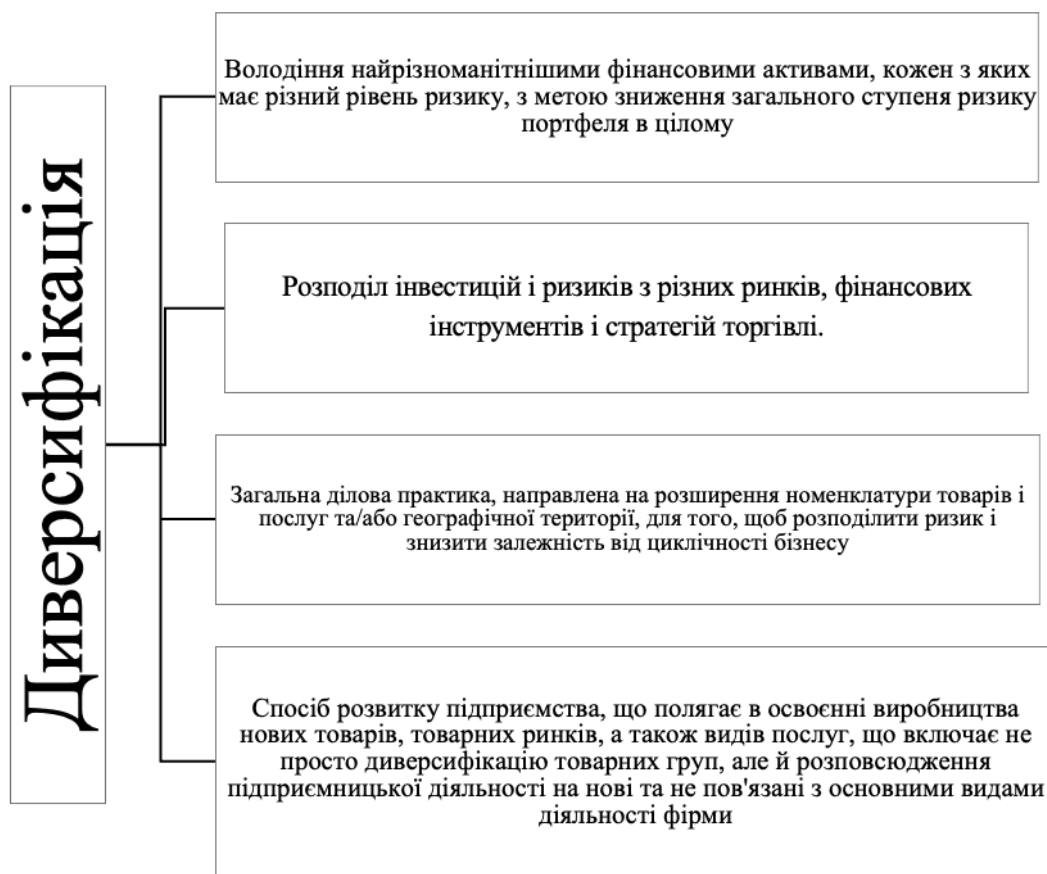 Диверсифікація
Володіння найрізноманітнішими фінансовими активами, кожен з яких
має різний рівень ризику, з метою зниження загального ступеня ризику
портфеля в цілому
Розподіл інвестицій і ризиків з різних ринків, фінансових
інструментів і стратегій торгівлі.
Загальна ділова практика, направлена на розширення номенклатури товарів і
послуг та/або географічної території, для того, щоб розподілити ризик і
знизити залежність від циклічності бізнесу
Спосіб розвитку підприємства, що полягає в освоєнні виробництва
нових товарів, товарних ринків, а також видів послуг, що включає не
просто диверсифікацію товарних груп, але й розповсюдження
підприємницької діяльності на нові та не пов'язані з основними видами
діяльності фірми